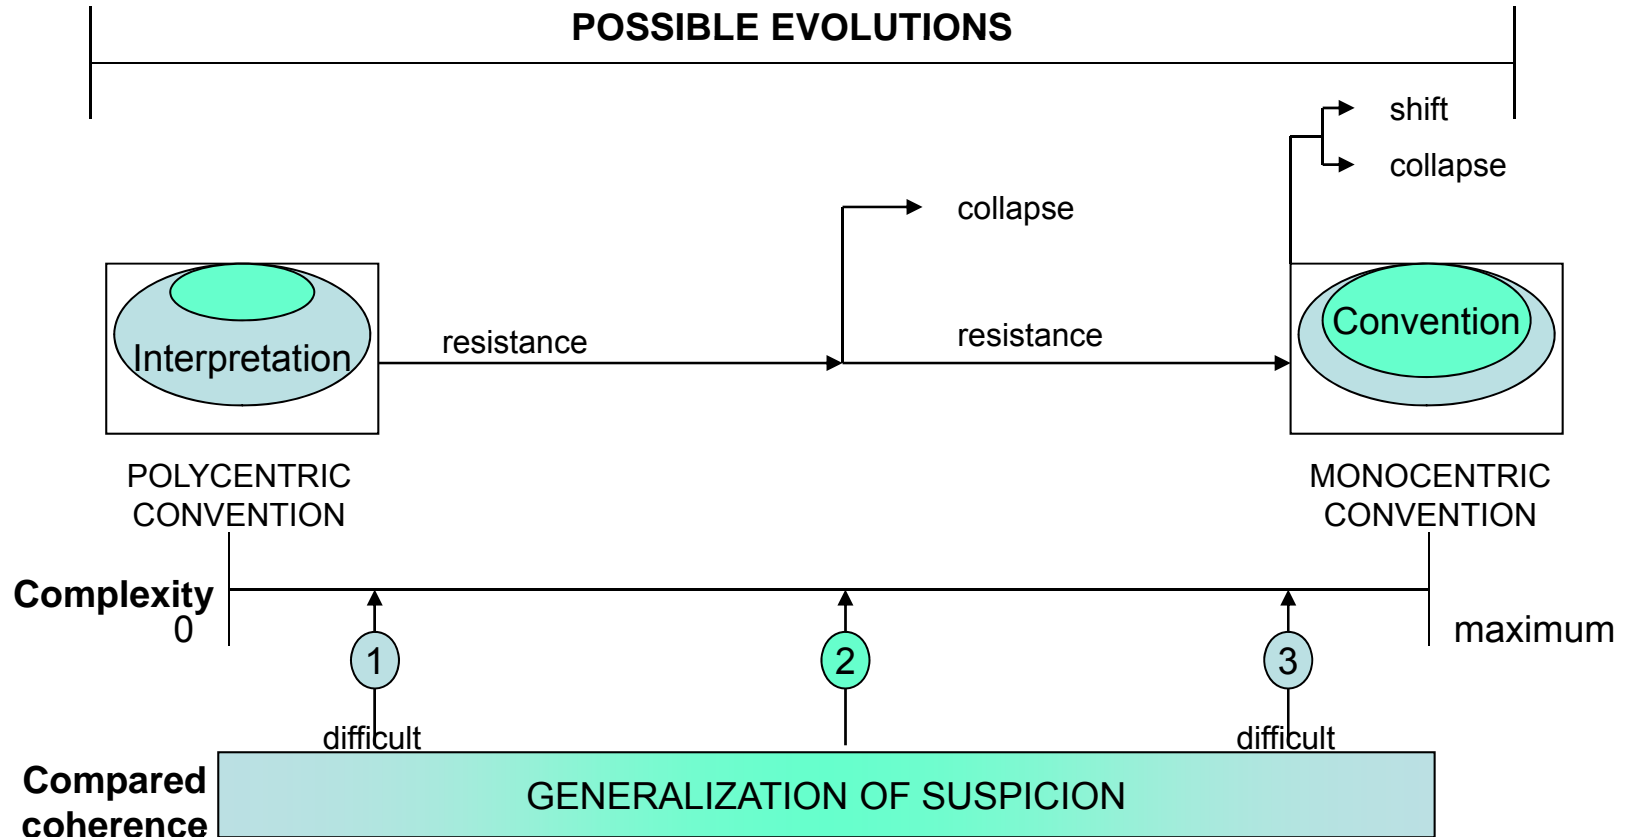 POSSIBLE EVOLUTIONS
shift
collapse
collapse
Interpretation
resistance
resistance
Convention
POLYCENTRIC
CONVENTION
MONOCENTRIC
CONVENTION
Complexity
0
maximum
1
2
3
difficult
difficult
Compared
coherence
GENERALIZATION OF SUSPICION